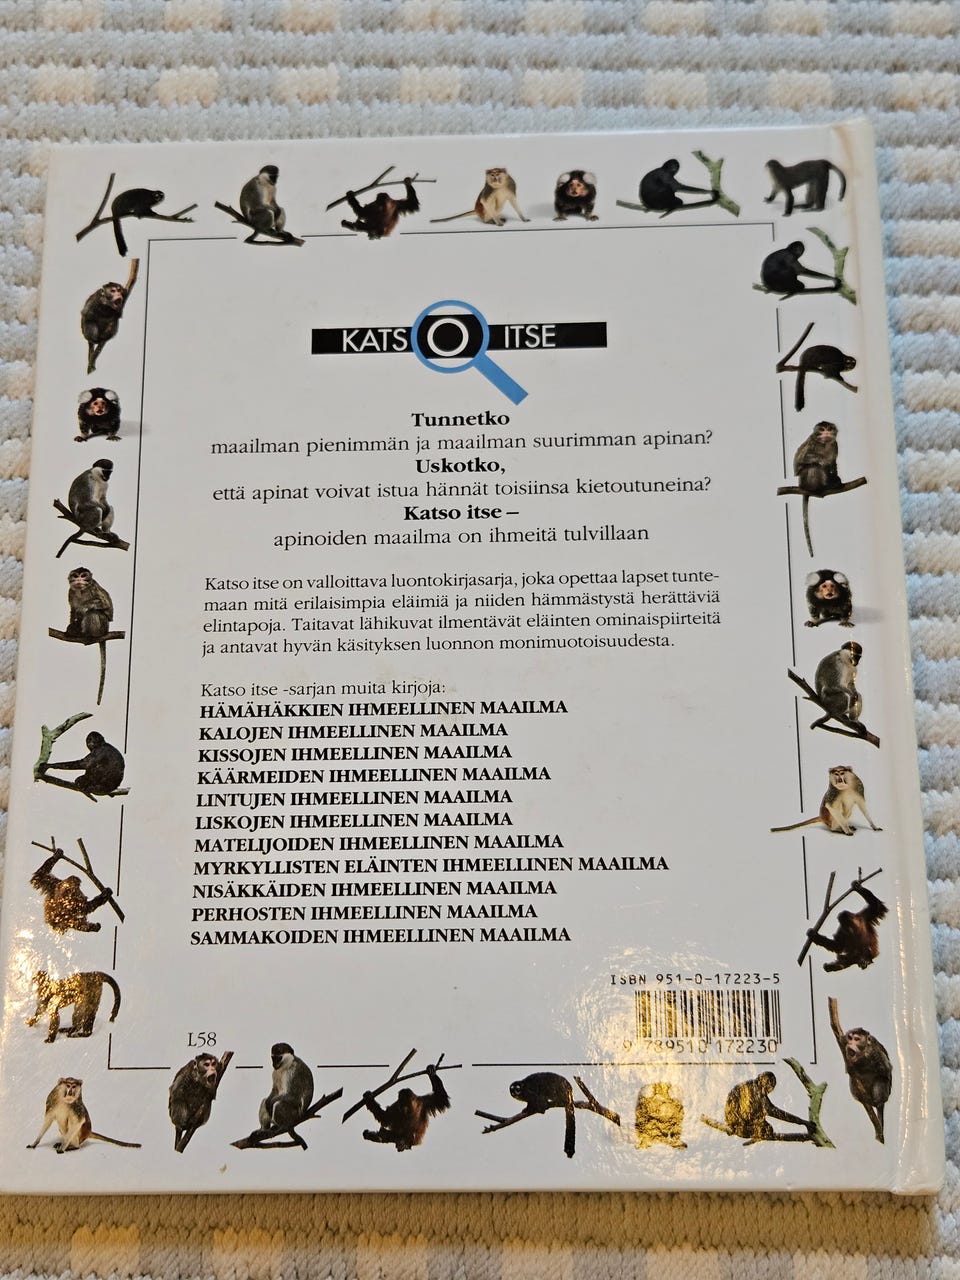 KATSO ITSE
Tunnetko
maailman pienimmän ja maailman suurimman apinan?
Uskotko,
että apinat voivat istua hännät toisiinsa kietoutuneina?
Katso itse –
apinoiden maailma on ihmeitä tulvillaan
Katso itse on valloittava luontokirjasarja, joka opettaa lapset tunte-
maan mitä erilaisimpia eläimiä ja niiden hämmästystä herättäviä
elintapoja. Taitavat lähikuvat ilmentävät eläinten ominaispiirteitä
ja antavat hyvän käsityksen luonnon monimuotoisuudesta.
Katso itse -sarjan muita kirjoja:
HÄMÄHÄKKIEN IHMEELLINEN MAAILMA
KALOJEN IHMEELLINEN MAAILMA
KISSOJEN IHMEELLINEN MAAILMA
KÄÄRMEIDEN IHMEELLINEN MAAILMA
LINTUJEN IHMEELLINEN MAAILMA
LISKOJEN IHMEELLINEN MAAILMA
MATELIJOIDEN IHMEELLINEN MAAILMA
MYRKYLLISTEN ELÄINTEN IHMEELLINEN MAAILMA
NISÄKKÄIDEN IHMEELLINEN MAAILMA
PERHOSTEN IHMEELLINEN MAAILMA
SAMMAKOIDEN IHMEELLINEN MAAILMA
ISBN 951-0-17223-5
9 789510 172230
L58